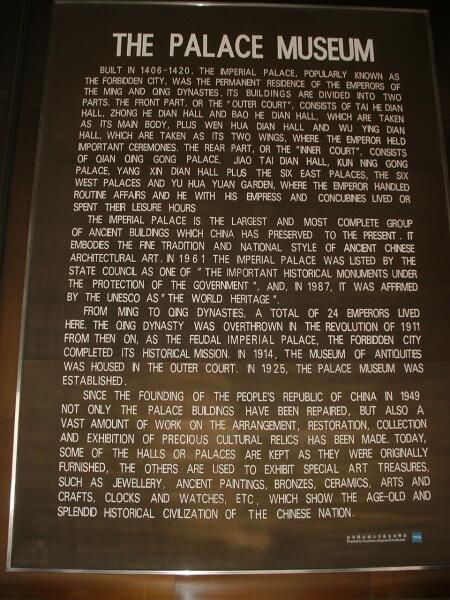 THE PALACE MUSEUM
BUILT IN 1406-1420, THE IMPERIAL PALACE, POPULARLY KNOWN AS
THE FORBIDDEN CITY, WAS THE PERMANENT RESIDENCE OF THE EMPERORS OF
THE MING AND QING DYNASTIES, ITS BUILDINGS ARE DIVIDED INTO TWO
PARTS. THE FRONT PART, OR THE "OUTER COURT", CONSISTS OF TAI HE DIAN
HALL, ZHONG HE DIAN HALL AND BAO HE DIAN HALL, WHICH ARE TAKEN
AS ITS MAIN BODY, PLUS WEN HUA DIAN HALL AND WU YING DIAN
HALL, WHICH ARE TAKEN AS ITS TWO WINGS, WHERE THE EMPEROR HELD
IMPORTANT CEREMONIES. THE REAR PART, OR THE "INNER COURT", CONSISTS
OF QIAN QING GONG PALACE, JIAO TAI DIAN HALL, KUN NING GONG
PALACE, YANG XIN DIAN HALL PLUS THE SIX EAST PALACES, THE SIX
WEST PALACES AND YU HUA YUAN GARDEN, WHERE THE EMPEROR HANDLED
ROUTINE AFFAIRS AND HE WITH HIS EMPRESS AND CONCUBINES LIVED OR
SPENT THEIR LEISURE HOURS
THE IMPERIAL PALACE IS THE LARGEST AND MOST COMPLETE GROUP
OF ANCIENT BUILDINGS WHICH CHINA HAS PRESERVED TO THE PRESENT. IT
EMBODIES THE FINE TRADITION AND NATIONAL STYLE OF ANCIENT CHINESE
ARCHITECTURAL ART. IN 1961 THE IMPERIAL PALACE WAS LISTED BY THE
STATE COUNCIL AS ONE OF "THE IMPORTANT HISTORICAL MONUMENTS UNDER
THE PROTECTION OF THE GOVERNMENT", AND, IN 1987, IT WAS AFFIRMED
BY THE UNESCO AS "THE WORLD HERITAGE".
FROM MING TO QING DYNASTIES, A TOTAL OF 24 EMPERORS LIVED
HERE. THE QING DYNASTY WAS OVERTHROWN IN THE REVOLUTION OF 1911
FROM THEN ON, AS THE FEUDAL IMPERIAL PALACE, THE FORBIDDEN CITY
COMPLETED ITS HISTORICAL MISSION. IN 1914, THE MUSEUM OF ANTIQUITIES
WAS HOUSED IN THE OUTER COURT. IN 1925, THE PALACE MUSEUM WAS
ESTABLISHED.
SINCE THE FOUNDING OF THE PEOPLE'S REPUBLIC OF CHINA IN 1949
NOT ONLY THE PALACE BUILDINGS HAVE BEEN REPAIRED, BUT ALSO A
VAST AMOUNT OF WORK ON THE ARRANGEMENT, RESTORATION, COLLECTION
AND EXHIBITION OF PRECIOUS CULTURAL RELICS HAS BEEN MADE. TODAY,
SOME OF THE HALLS OR PALACES ARE KEPT AS THEY WERE ORIGINALLY
FURNISHED, THE OTHERS ARE USED TO EXHIBIT SPECIAL ART TREASURES,
SUCH AS JEWELLERY, ANCIENT PAINTINGS, BRONZES, CERAMICS, ARTS AND
CRAFTS, CLOCKS AND WATCHES, ETC, WHICH SHOW THE AGE-OLD AND
SPLENDID HISTORICAL CIVILIZATION OF THE CHINESE NATION.